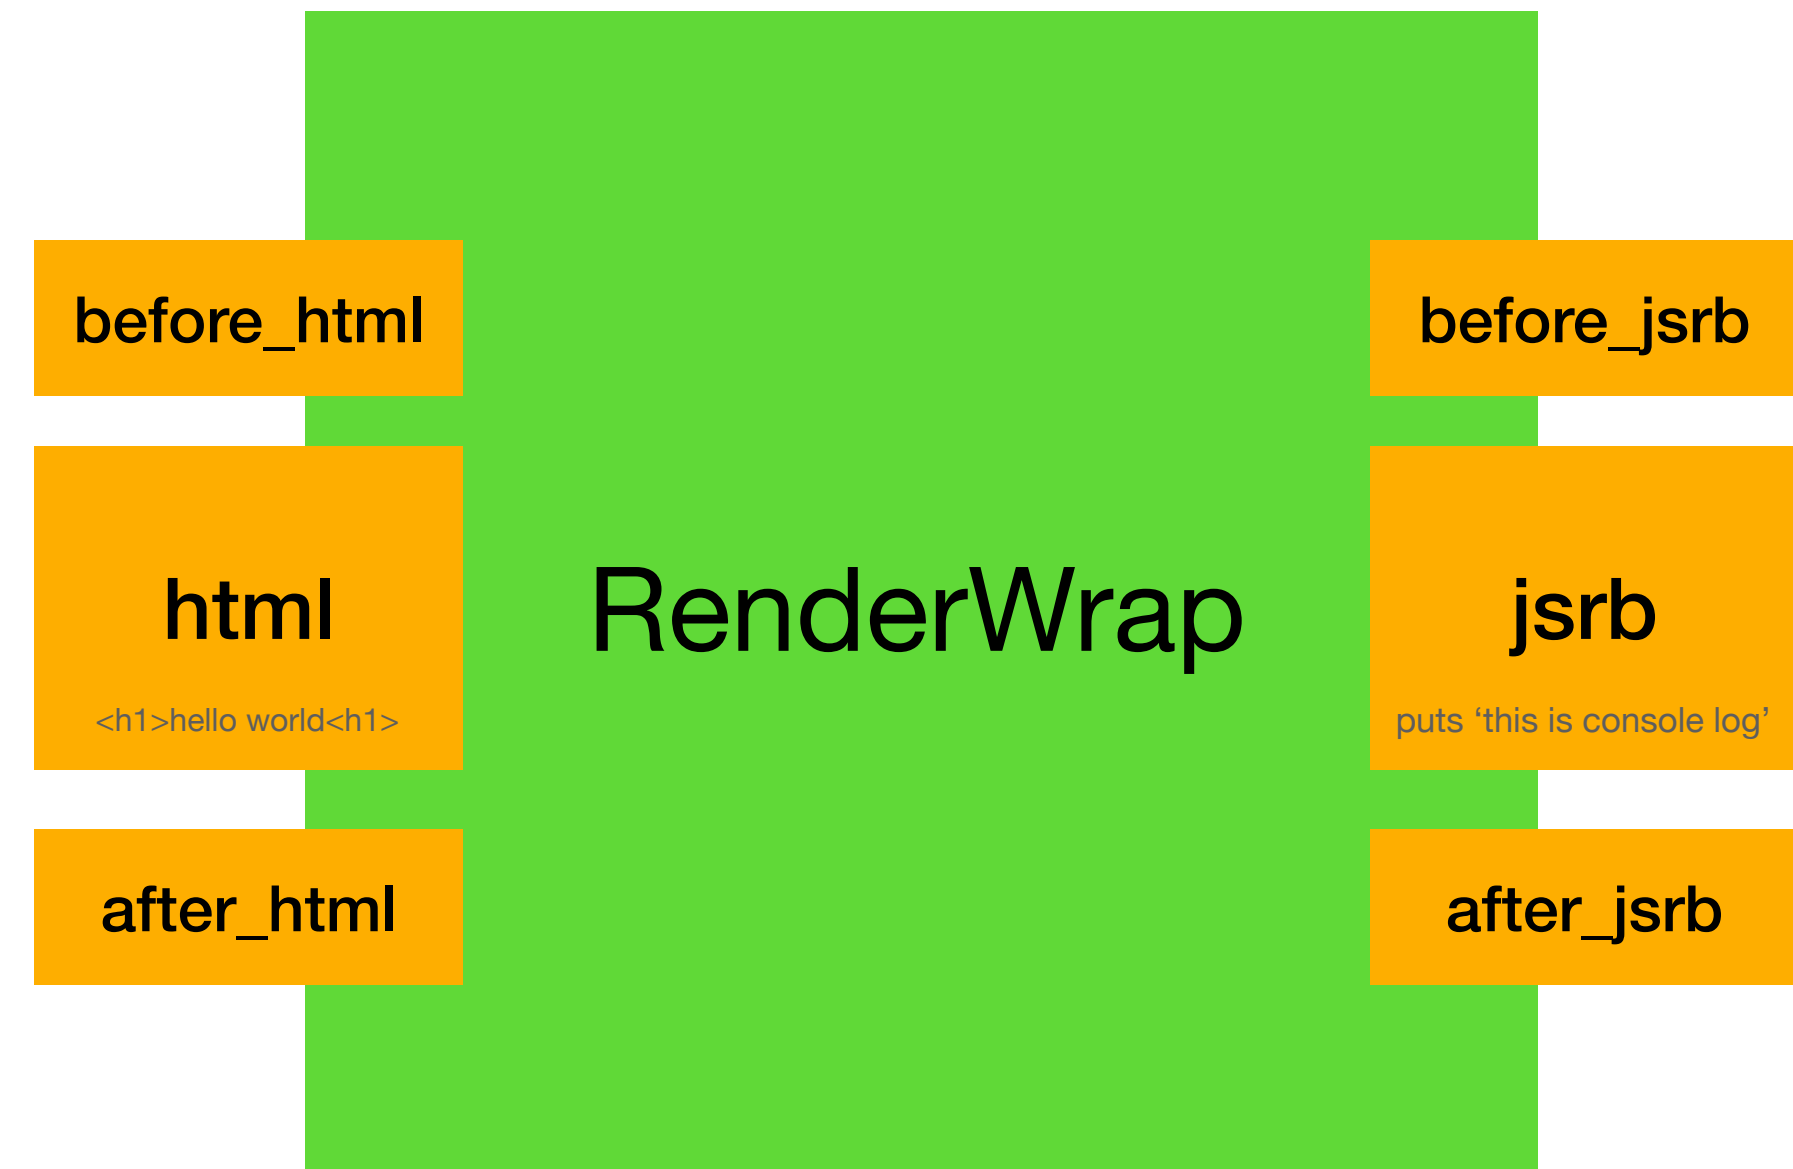 before_html
html
<h1>hello world<h1>
after_html
RenderWrap
before_jsrb
jsrb
puts ‘this is console log’
after_jsrb